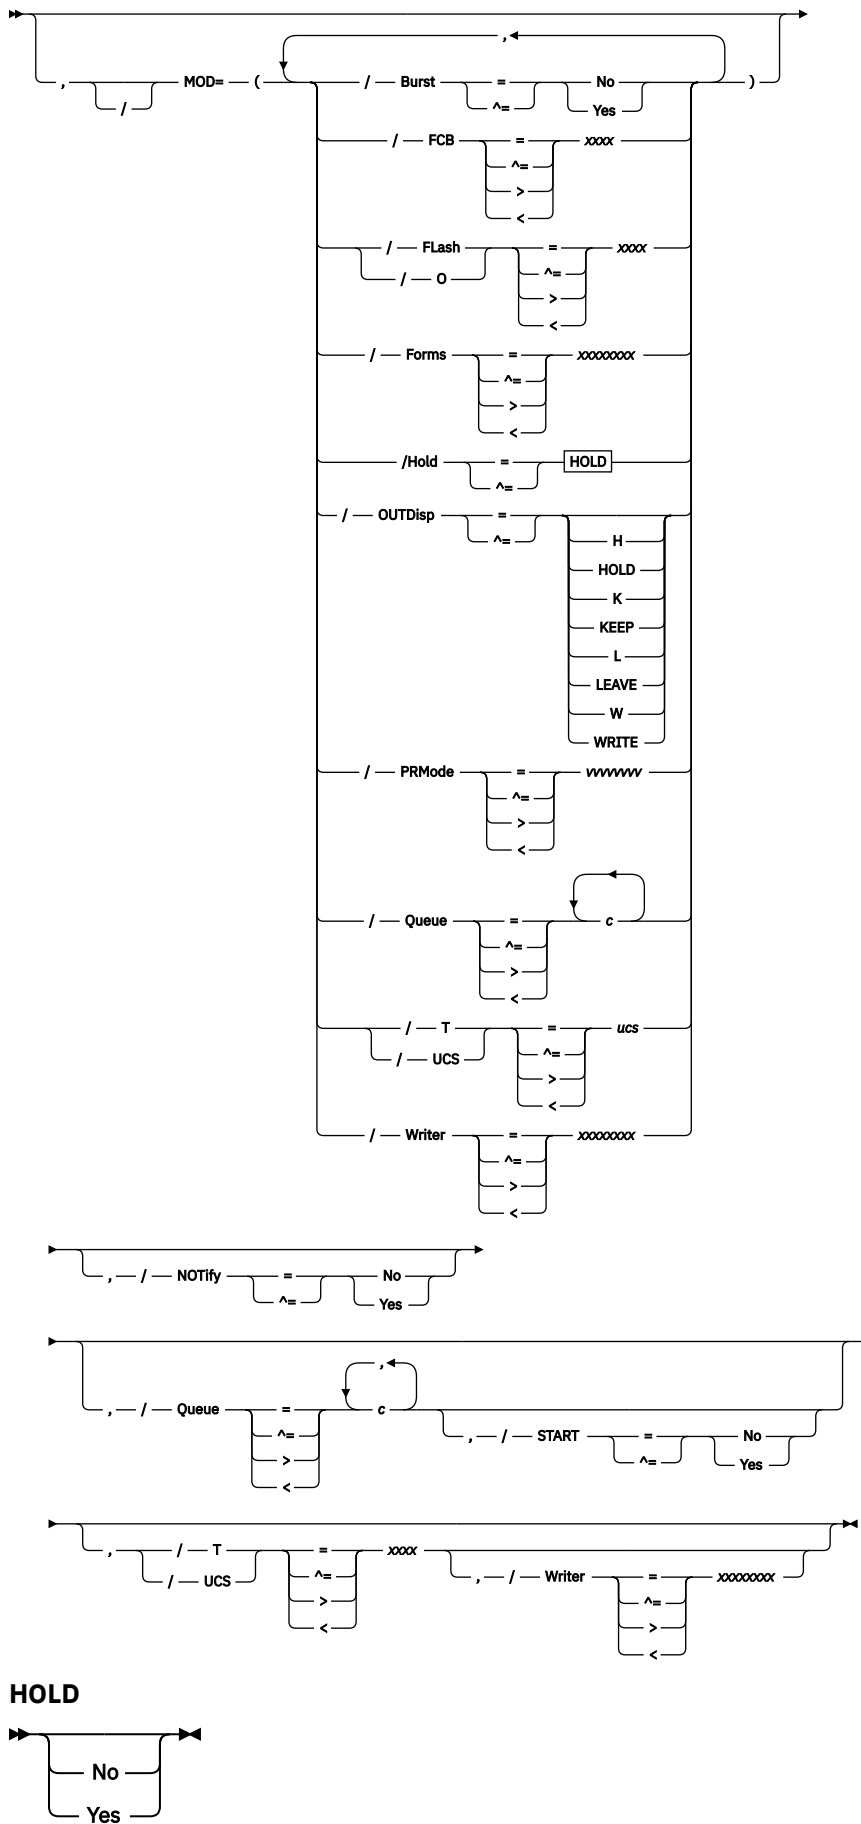 ,
, / MOD= ( / Burst = No )
^= Yes
/ FCB = xxxx
^=
>
<
/ FLash = xxxx
/ O ^=
>
<
/ Forms = xxxxxxxx
^=
>
<
/Hold = HOLD
^=
/ OUTDisp =
^= H
HOLD
K
KEEP
L
LEAVE
W
WRITE
/ PRMode = vvvvvvvv
^=
>
<
/ Queue = c
^=
>
<
/ T = ucs
/ UCS ^=
>
<
/ Writer = xxxxxxxx
^=
>
<
, / NOTify = No
^= Yes
,
, / Queue = c
^= , / START = No
> ^= Yes
<
, / T = xxxx
/ UCS ^= , / Writer = xxxxxxxx
> ^=
< >
<
HOLD
No
Yes